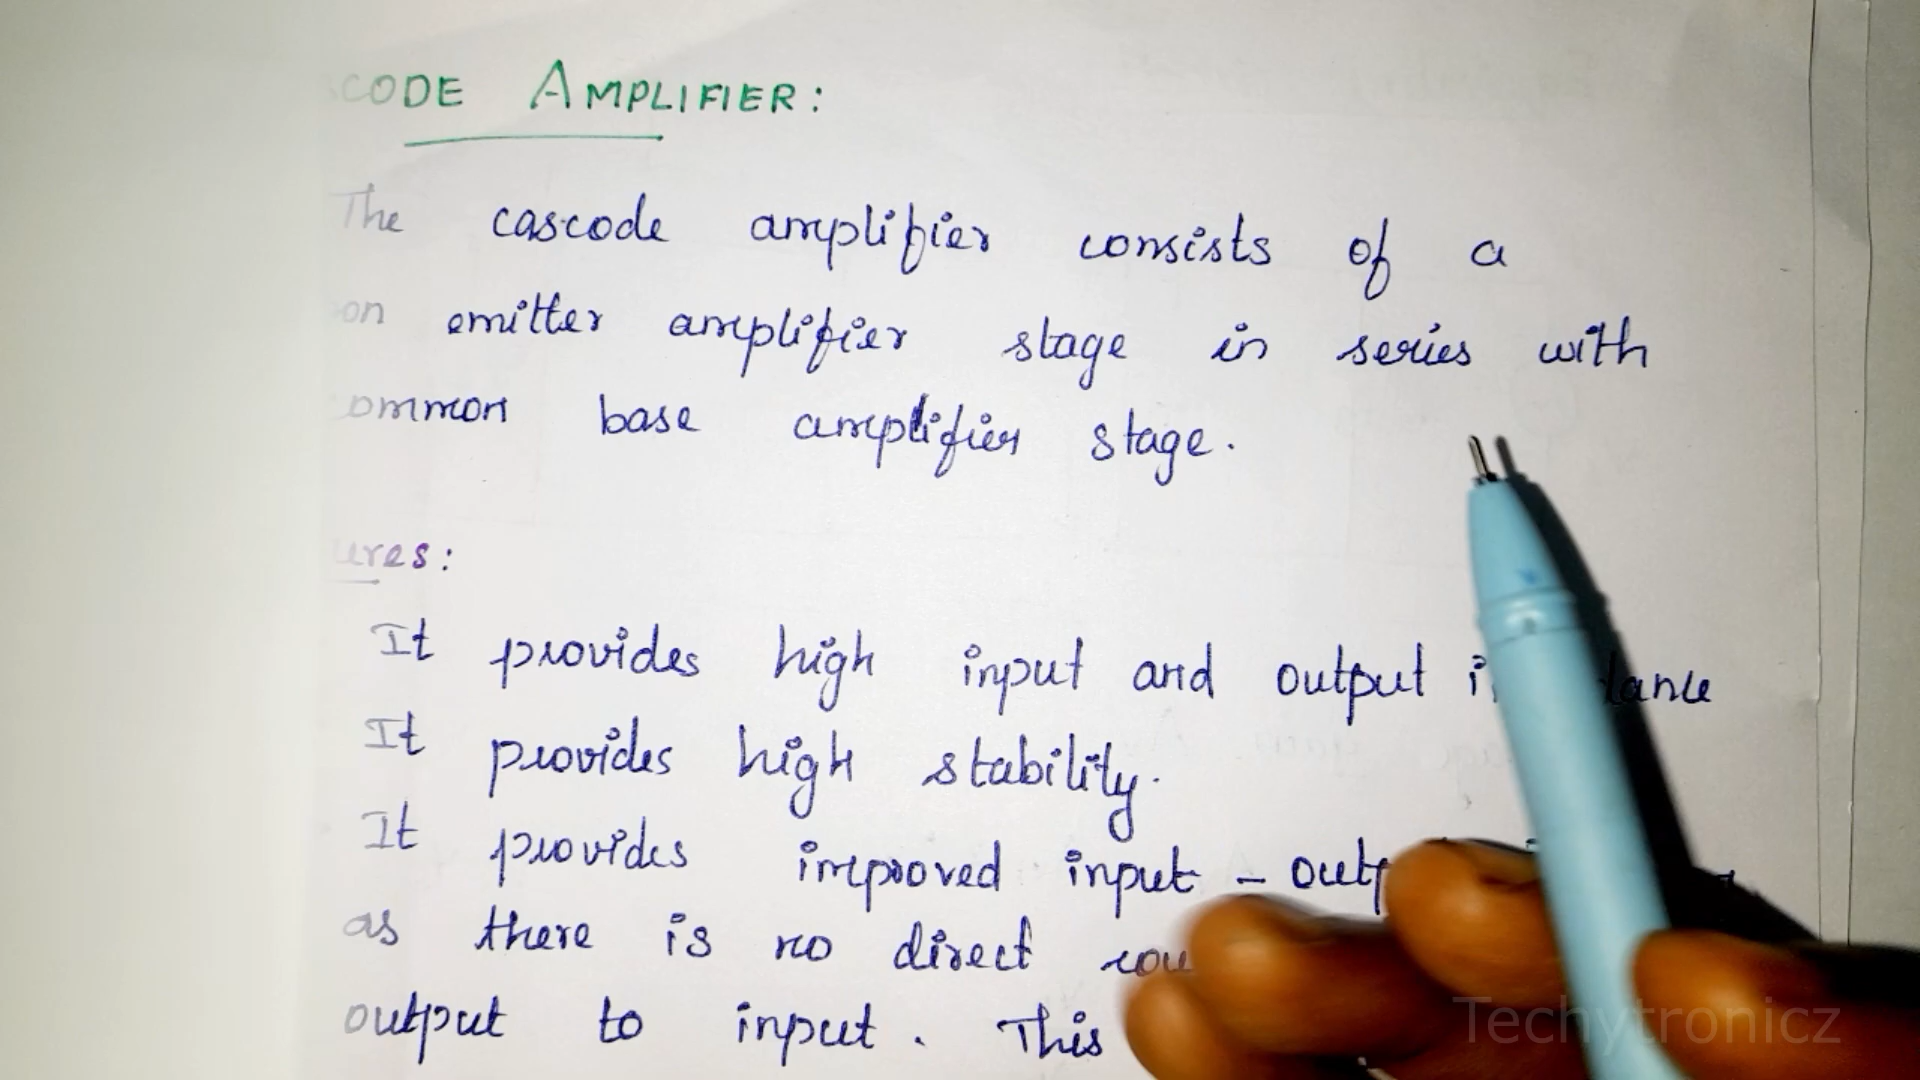 CODE AMPLIFIER:
The cascode amplifier consists of a
on emitter amplifier stage in series with
ommon base amplifier stage.
ures:
It provides high input and output
It provides high stability.
It provides improved input - outp
as there is no direct cou
output to input. This
Techytronicz